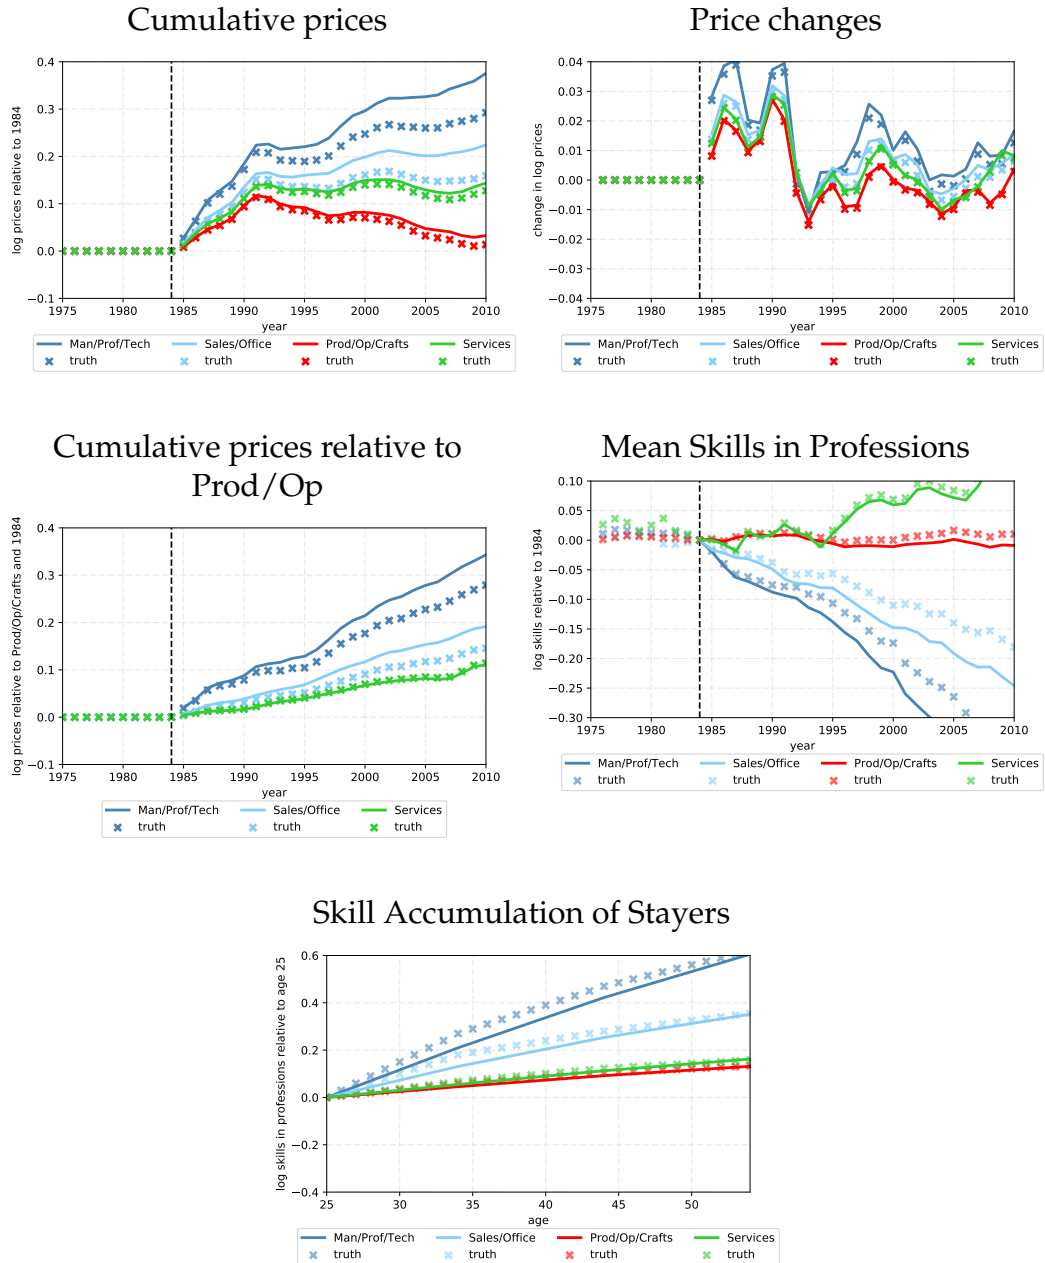 Cumulative prices
0.4
0.3
0.2
0.1
0.0
−0.1
log prices relative to 1984
1975 1980 1985 1990 1995 2000 2005 2010
year
Man/Prof/Tech Sales/Office Prod/Op/Crafts Services
truth truth truth truth
Price changes
0.04
0.03
0.02
0.01
0.00
−0.01
−0.02
−0.03
−0.04
change in log prices
1975 1980 1985 1990 1995 2000 2005 2010
year
Man/Prof/Tech Sales/Office Prod/Op/Crafts Services
truth truth truth truth
Cumulative prices relative to
Prod/Op
0.4
0.3
0.2
0.1
0.0
−0.1
log prices relative to Prod/Op/Crafts and 1984
1975 1980 1985 1990 1995 2000 2005 2010
year
Man/Prof/Tech Sales/Office Services
truth truth truth
Mean Skills in Professions
0.10
0.05
0.00
−0.05
−0.10
−0.15
−0.20
−0.25
−0.30
log skills relative to 1984
1975 1980 1985 1990 1995 2000 2005 2010
year
Man/Prof/Tech Sales/Office Prod/Op/Crafts Services
truth truth truth truth
Skill Accumulation of Stayers
0.6
0.4
0.2
0.0
−0.2
−0.4
log skills in professions relative to age 25
25 30 35 40 45 50
age
Man/Prof/Tech Sales/Office Prod/Op/Crafts Services
truth truth truth truth